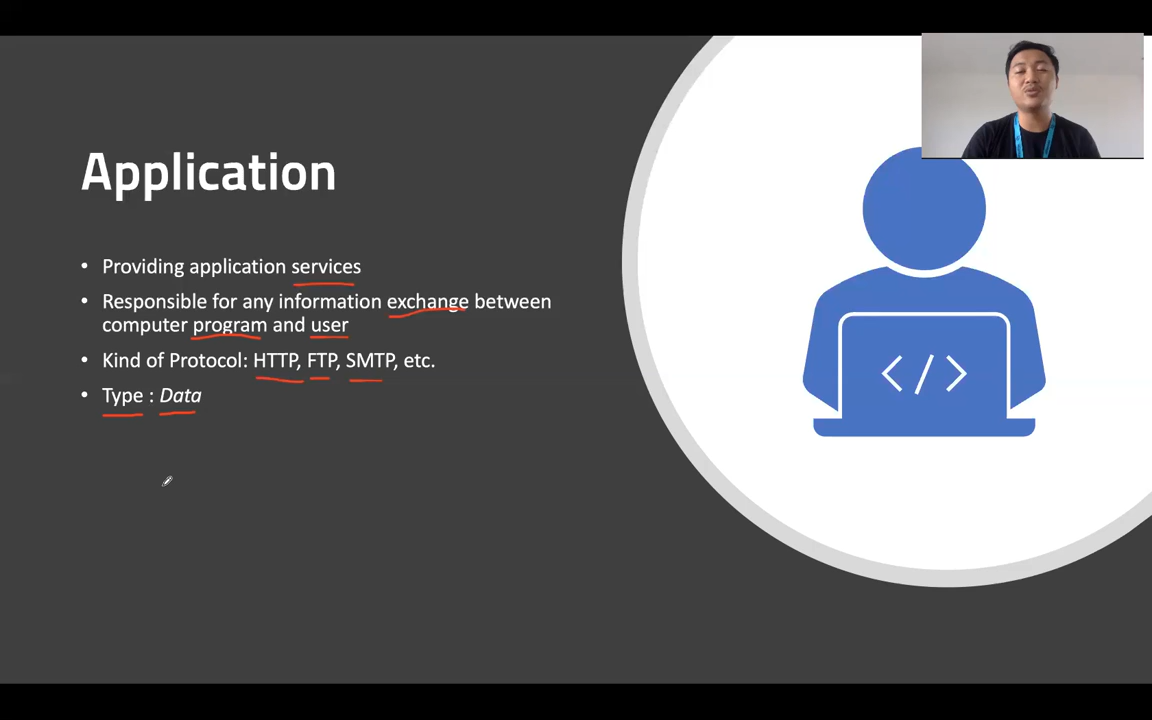 Application
• Providing application services
• Responsible for any information exchange between
computer program and user
• Kind of Protocol: HTTP, FTP, SMTP, etc.
• Type : Data
</>